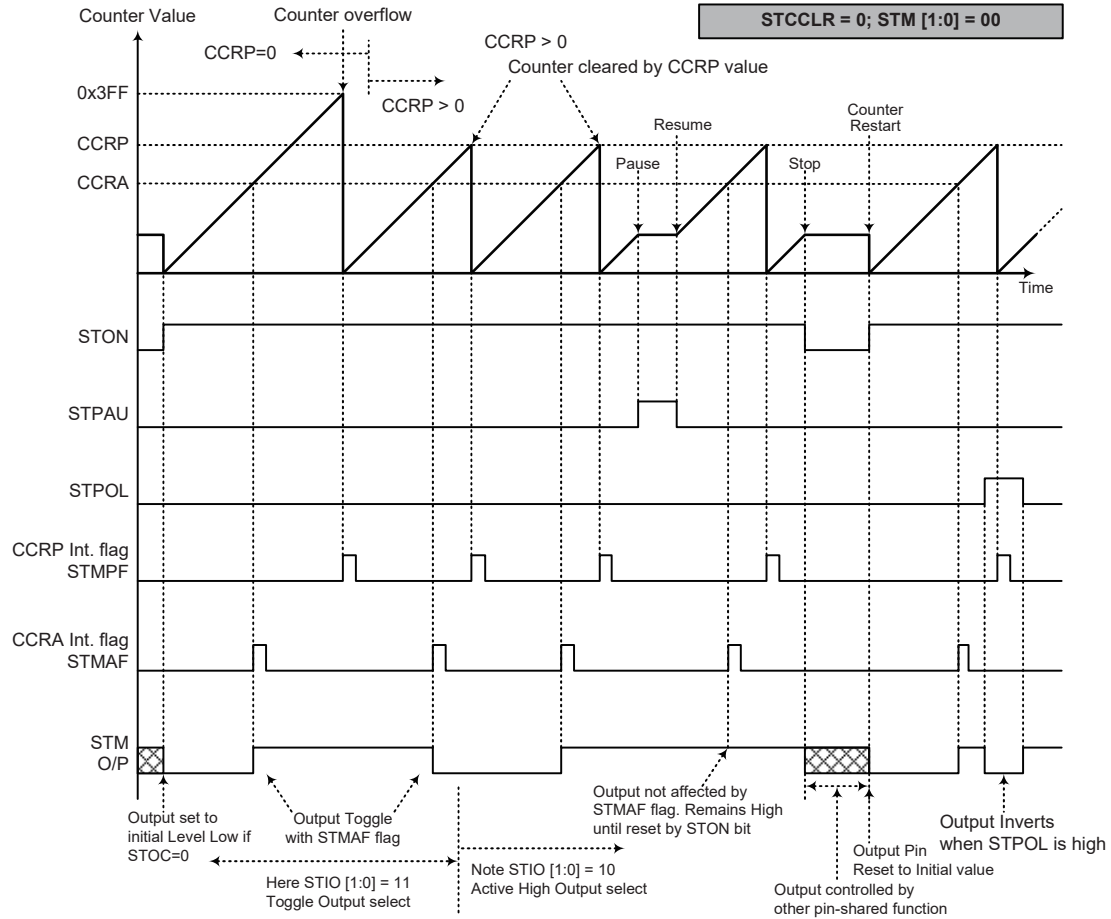 Counter Value
Counter overflow
STCCLR = 0; STM [1:0] = 00
CCRP=0
CCRP > 0
CCRP > 0
Counter cleared by CCRP value
0x3FF
CCRP
CCRA
Pause
Resume
Stop
Counter
Restart
Time
STON
STPAU
STPOL
CCRP Int. flag
STMPF
CCRA Int. flag
STMAF
STM
O/P
Output set to
initial Level Low if
STOC=0
Output Toggle
with STMAF flag
Output not affected by
STMAF flag. Remains High
until reset by STON bit
Output Inverts
when STPOL is high
Output Pin
Reset to Initial value
Here STIO [1:0] = 11
Toggle Output select
Note STIO [1:0] = 10
Active High Output select
Output controlled by
other pin-shared function